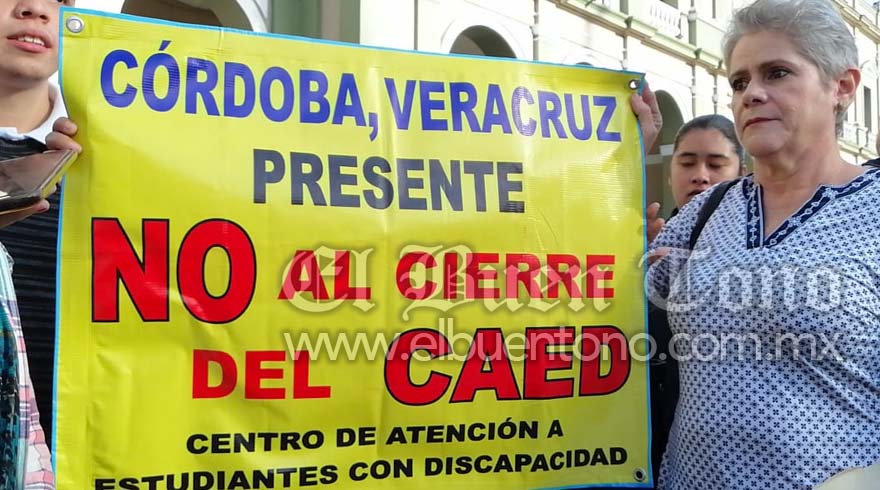 CÓRDOBA, VERACRUZ
PRESENTE
NO AL CIERRE
DEL CAED
CENTRO DE ATENCIÓN A
ESTUDIANTES CON DISCAPACIDAD
El Buen Tono
www.elbuentono.com.mx